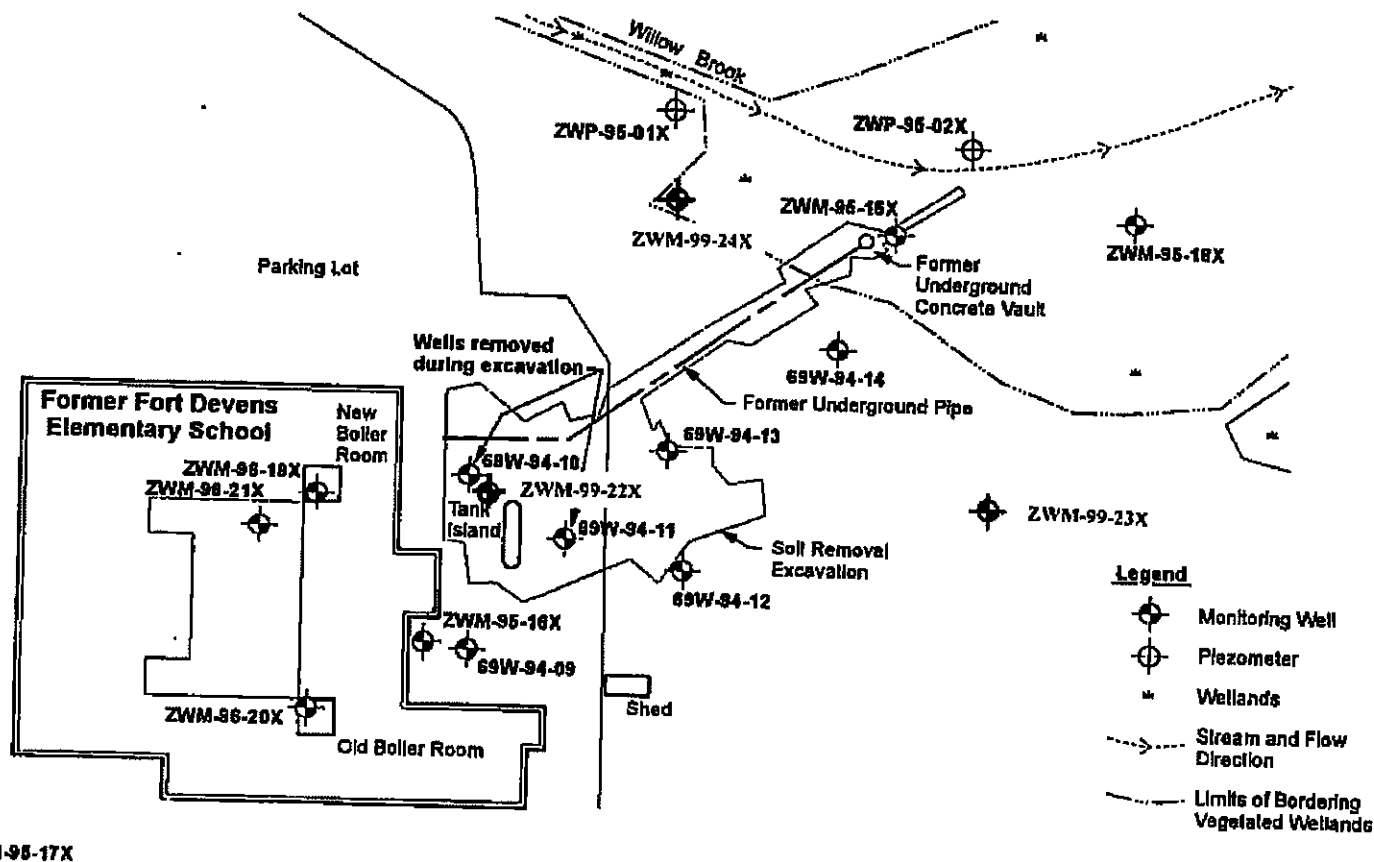 Willow Brook
ZWP-95-01X
ZWP-95-02X
ZWM-95-15X
ZWM-99-24X
ZWM-95-18X
Parking Lot
Former
Underground
Concrete Vault
Wells removed
during excavation
69W-94-14
Former Underground Pipe
Former Fort Devens
Elementary School
New
Boiler
Room
69W-94-13
ZWM-96-19X
69W-94-10
ZWM-96-21X
ZWM-99-22X
Tank
Island
69W-94-11
ZWM-99-23X
Soil Removal
Excavation
69W-94-12
ZWM-95-16X
69W-94-09
ZWM-96-20X
Shed
Old Boiler Room
Legend
Monitoring Well
Piezometer
Wetlands
Stream and Flow
Direction
Limits of Bordering
Vegetated Wetlands
-95-17X